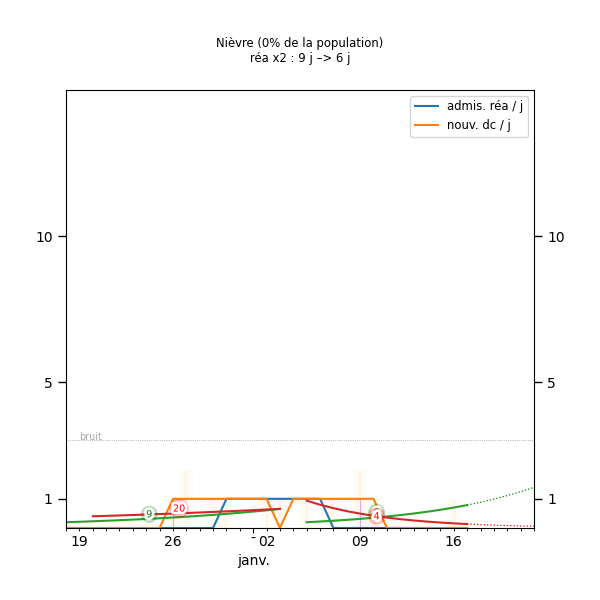 Nièvre (0% de la population)
réa x2 : 9 j –> 6 j
admis. réa / j
nouv. dc / j
10
10
5
5
bruit
1
1
9
20
4
19
26
- 02
09
16
janv.